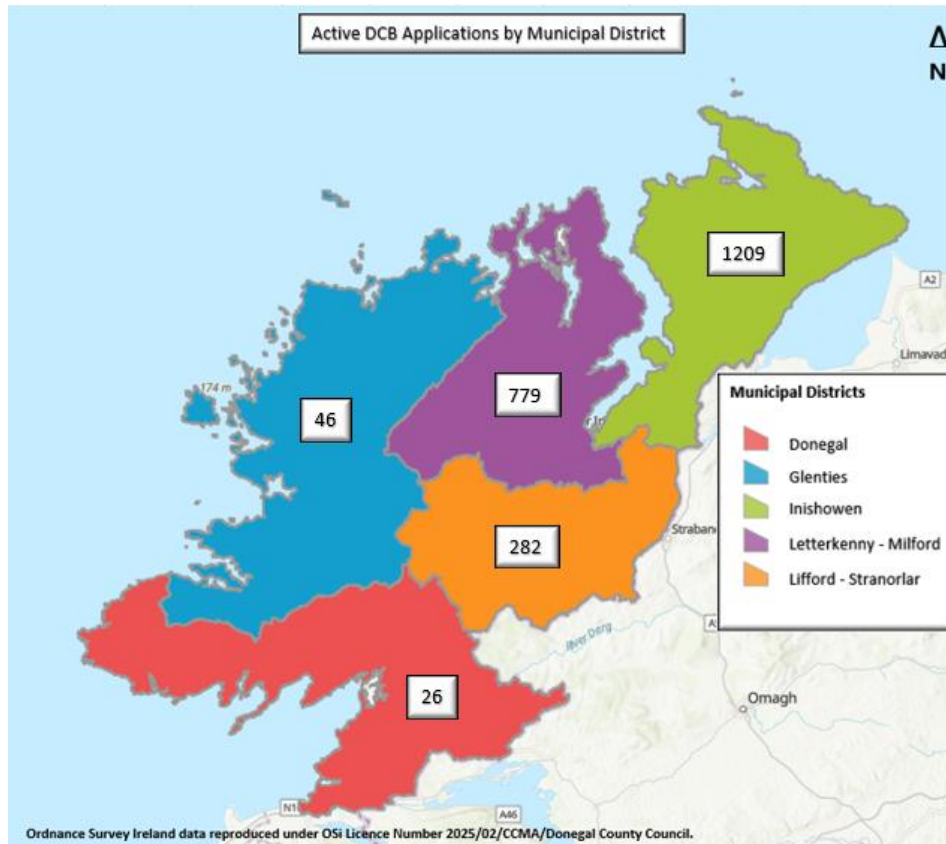 Active DCB Applications by Municipal District
Δ
N
1209
A2
Limavad
174 m
779
46
Municipal Districts
Donegal
Glenties
Inishowen
Letterkenny - Milford
Lifford - Stranorlar
282
Straban
River Derg
26
Omagh
N1
A46
Ordnance Survey Ireland data reproduced under OSi Licence Number 2025/02/CCMA/Donegal County Council.